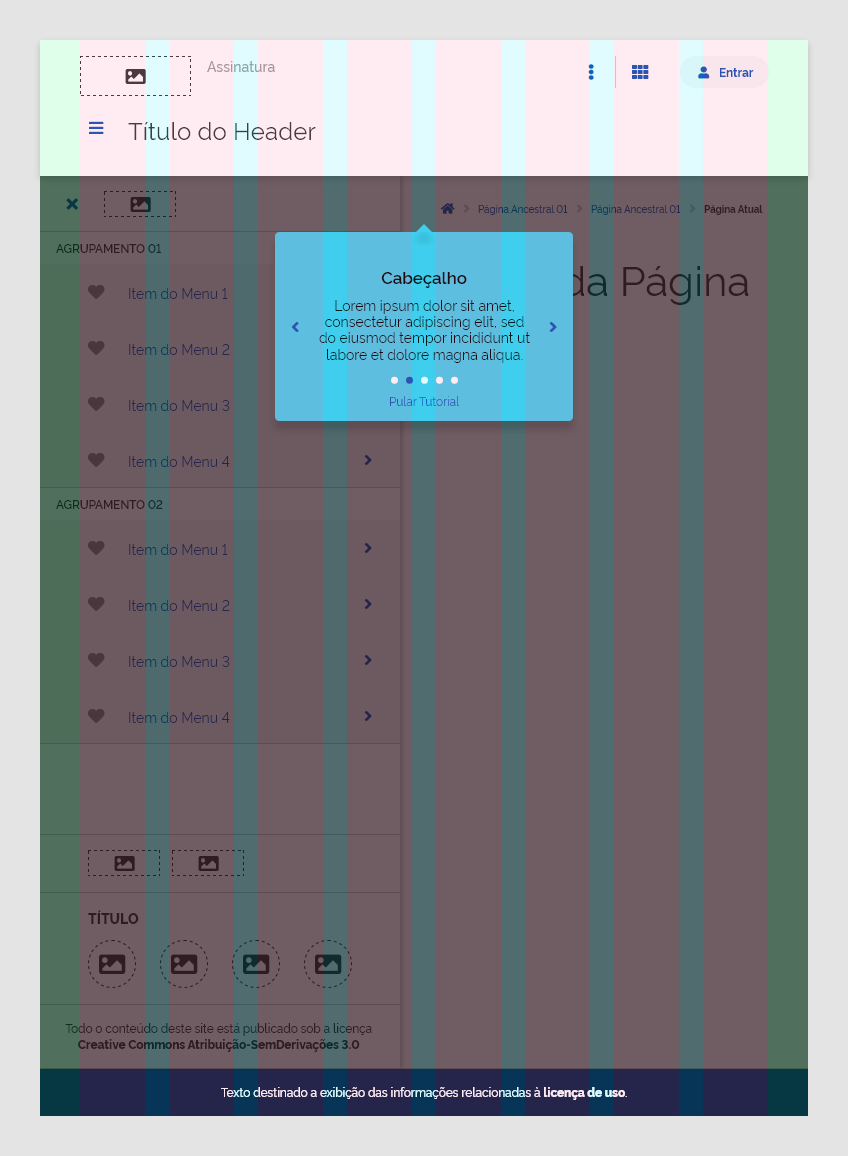 Assinatura
Entrar
Título do Header
Página Ancestral 01
Página Ancestral 01
Página Atual
AGRUPAMENTO 01
da Página
Item do Menu 1
Item do Menu 2
Item do Menu 3
Item do Menu 4
Cabeçalho
Lorem ipsum dolor sit amet,
consectetur adipiscing elit, sed
do eiusmod tempor incididunt ut
labore et dolore magna aliqua.
Pular Tutorial
AGRUPAMENTO 02
Item do Menu 1
Item do Menu 2
Item do Menu 3
Item do Menu 4
TÍTULO
Todo o conteúdo deste site está publicado sob a licença
Creative Commons Atribuição-SemDerivações 3.0
Texto destinado a exibição das informações relacionadas à licença de uso.